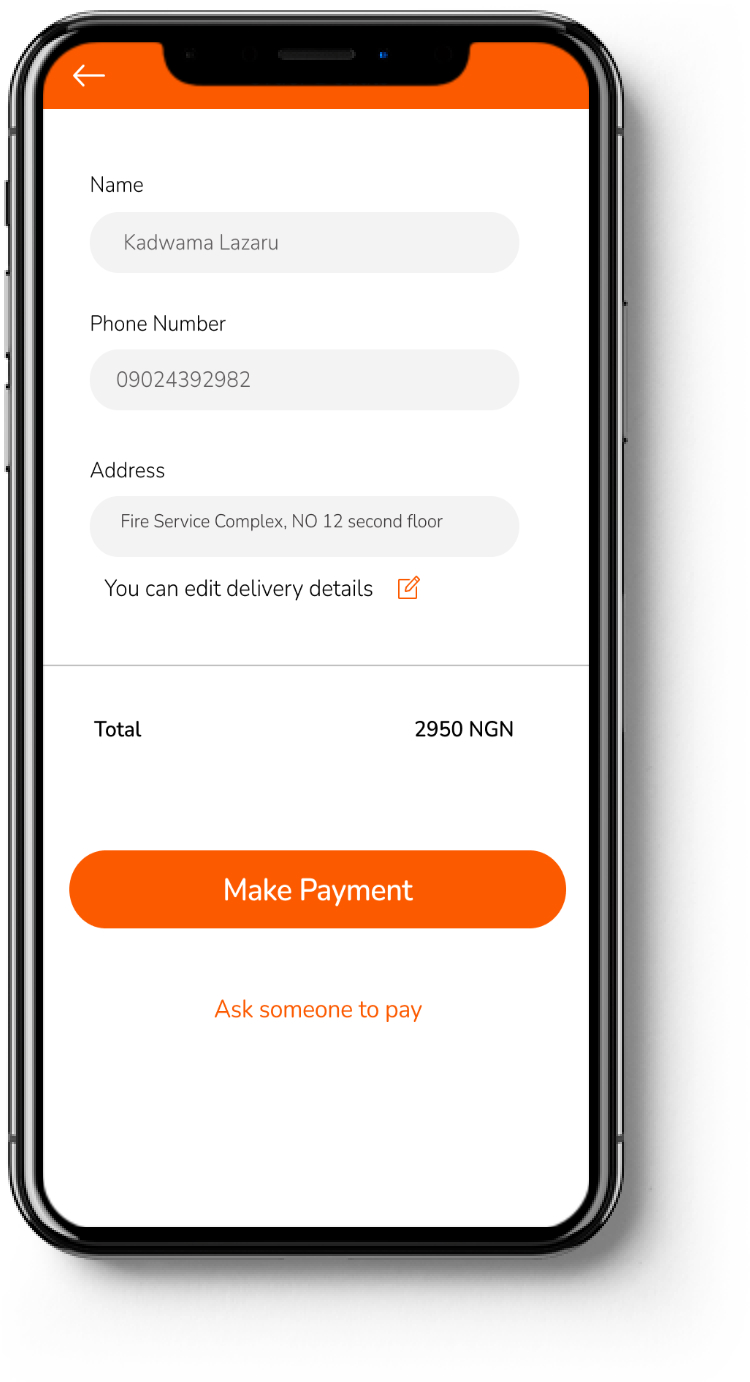 Name
Kadwama Lazaru
Phone Number
09024392982
Address
Fire Service Complex, NO 12 second floor
You can edit delivery details
Total 2950 NGN
Make Payment
Ask someone to pay